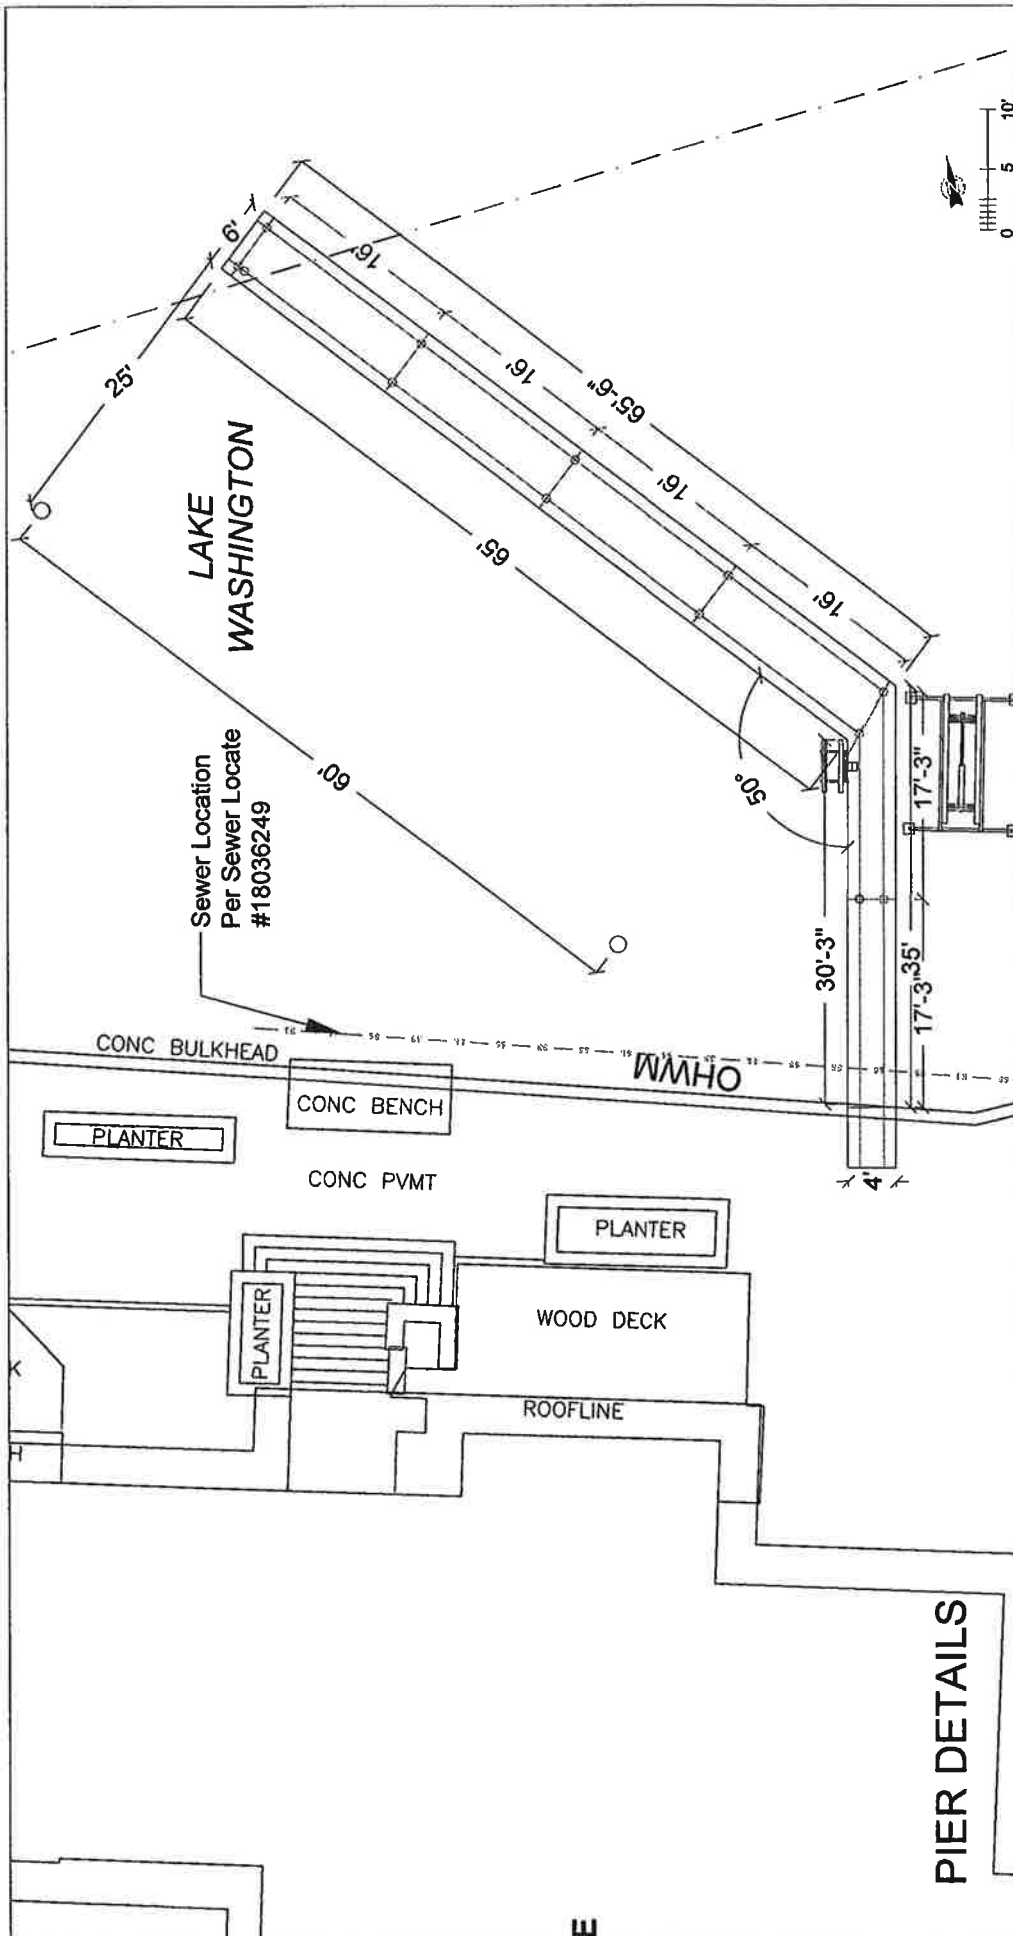 6'
25'
16'
16'
16'
16'
65'-6"
65'
60'
LAKE
WASHINGTON
Sewer Location
Per Sewer Locate
#18036249
50°
0 5 10'
30'-3"
17'-3"
35'
17'-3"
4'
OHWM
CONC BULKHEAD
CONC BENCH
PLANTER
CONC PVMT
PLANTER
PLANTER
WOOD DECK
ROOFLINE
K
H
PIER DETAILS
E